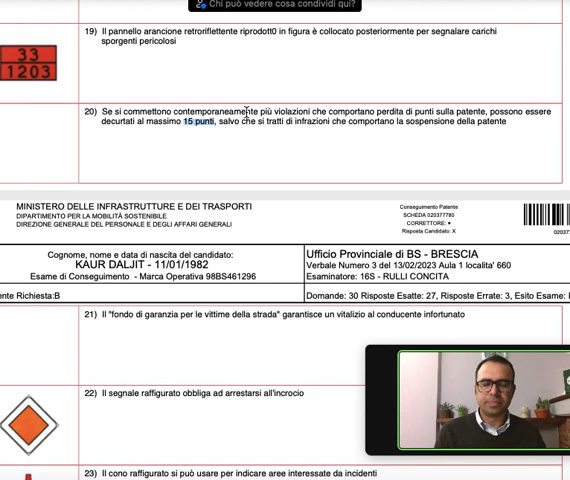 Chi può vedere cosa condividi qui?
19) Il pannello arancione retroriflettente riprodott0 in figura è collocato posteriormente per segnalare carichi
sporgenti pericolosi
33
1203
20) Se si commettono contemporaneamente più violazioni che comportano perdita di punti sulla patente, possono essere
decurtati al massimo 15 punti, salvo che si tratti di infrazioni che comportano la sospensione della patente
MINISTERO DELLE INFRASTRUTTURE E DEI TRASPORTI
DIPARTIMENTO PER LA MOBILITÀ SOSTENIBILE
DIREZIONE GENERALE DEL PERSONALE E DEGLI AFFARI GENERALI
Conseguimento Patente
SCHEDA 020377780
CORRETTORE: •
Risposta Candidato: X
02037
Cognome, nome e data di nascita del candidato:
KAUR DALJIT - 11/01/1982
Esame di Conseguimento - Marca Operativa 98BS461296
Ufficio Provinciale di BS - BRESCIA
Verbale Numero 3 del 13/02/2023 Aula 1 localita' 660
Esaminatore: 16S - RULLI CONCITA
ente Richiesta:B
Domande: 30 Risposte Esatte: 27, Risposte Errate: 3, Esito Esame: I
21) Il "fondo di garanzia per le vittime della strada" garantisce un vitalizio al conducente infortunato
22) Il segnale raffigurato obbliga ad arrestarsi all'incrocio
23) Il cono raffigurato si può usare per indicare aree interessate da incidenti